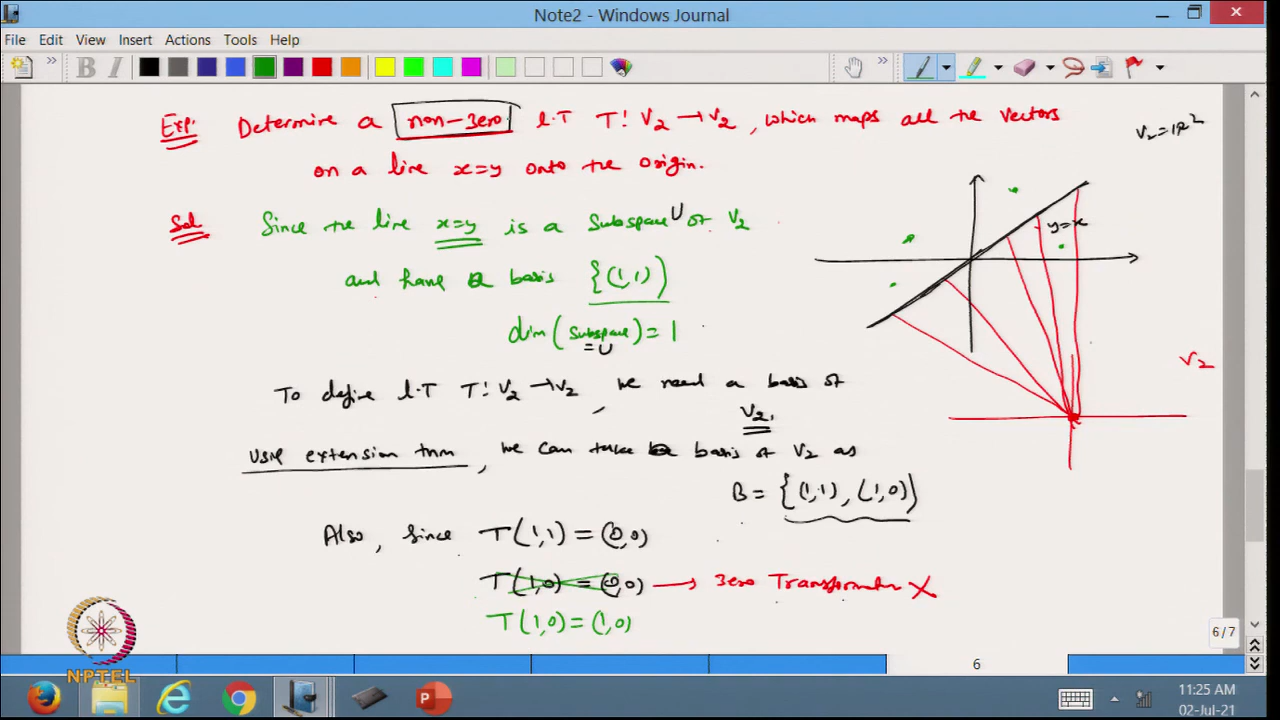 Note2 - Windows Journal
File Edit View Insert Actions Tools Help
Exp: Determine a non-zero L.T T: V2 → V2, which maps all the vectors
on a line x=y onto the origin.
V2=IR^2
Sol Since the line x=y is a subspace U of V2
and have a basis {(1,1)}
dim(subspace) = 1
=U
y=x
V2
To define L.T T: V2 → V2, we need a basis of
V2.
Using extension thm, we can take basis of V2 as
B = {(1,1), (1,0)}
Also, since T(1,1) = (0,0)
T(1,0) = (0,0) → zero Transformation X
T(1,0) = (1,0)
6/7
6
NPTEL
11:25 AM
02-Jul-21